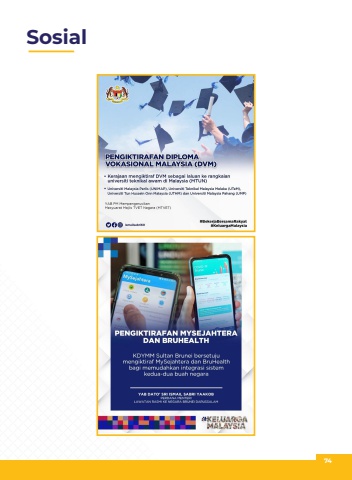 Sosial
PENGIKTIRAFAN DIPLOMA
VOKASIONAL MALAYSIA (DVM)
• Kerajaan mengiktiraf DVM sebagai laluan ke rangkaian
universiti teknikal awam di Malaysia (MTUN)
• Universiti Malaysia Perlis (UNIMAP), Universiti Teknikal Malaysia Melaka (UTeM),
Universiti Tun Hussein Onn Malaysia (UTHM) dan Universiti Malaysia Pahang (UMP)
YAB PM Mempengerusikan
Mesyuarat Majlis TVET Negara (MTVET)
#BekerjaBersamaRakyat
#KeluargaMalaysia
MySejahtera
PENGIKTIRAFAN MYSEJAHTERA
DAN BRUHEALTH
KDYMM Sultan Brunei bersetuju
mengiktiraf MySejahtera dan BruHealth
bagi memudahkan integrasi sistem
kedua-dua buah negara
YAB DATO' SRI ISMAIL SABRI YAAKOB
PERDANA MENTERI
LAWATAN RASMI KE NEGARA BRUNEI DARUSSALAM
#KELUARGA
MALAYSIA